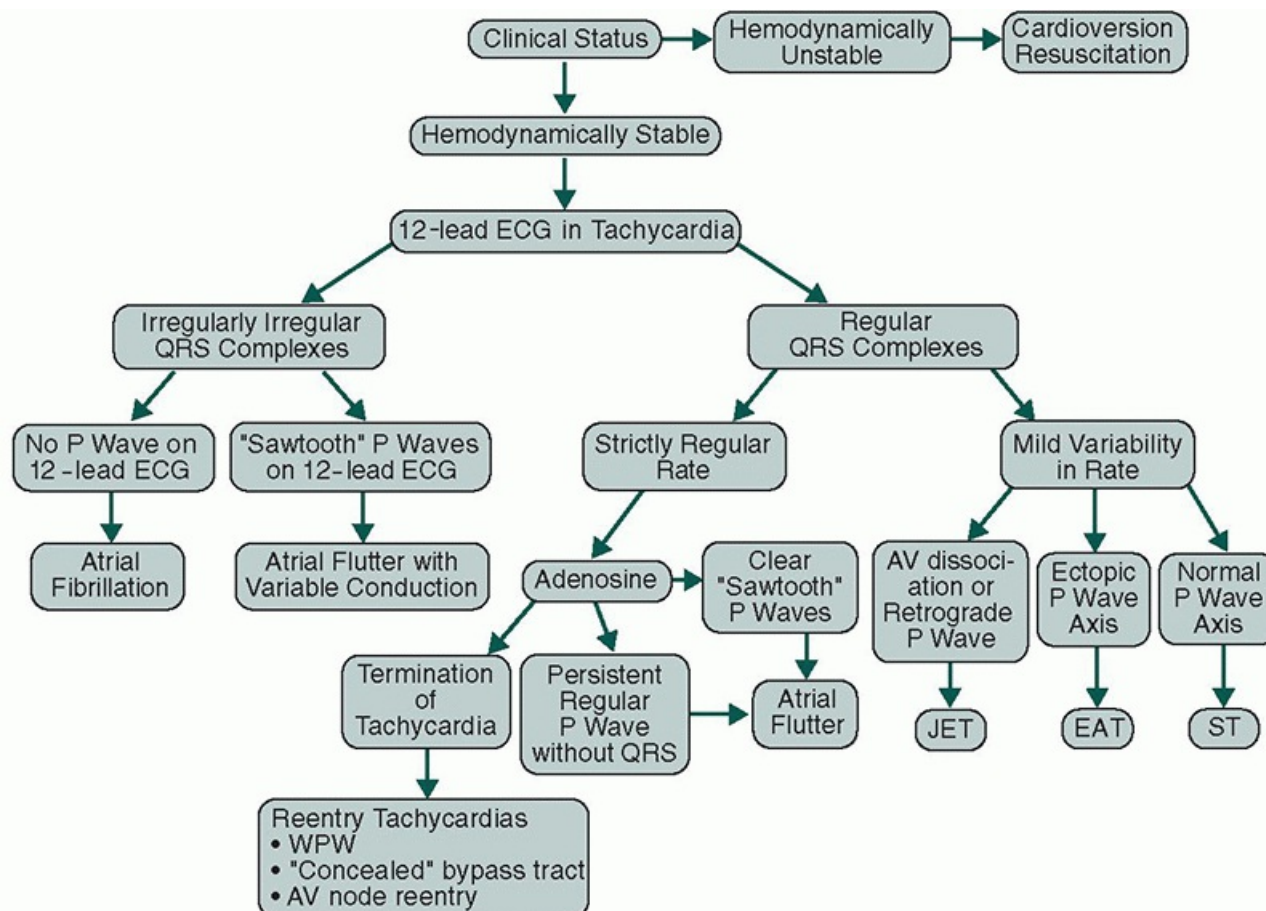 Clinical Status
Hemodynamically
Unstable
Cardioversion
Resuscitation
Hemodynamically Stable
12-lead ECG in Tachycardia
Irregularly Irregular
QRS Complexes
Regular
QRS Complexes
No P Wave on
12 -lead ECG
"Sawtooth" P Waves
on 12-lead ECG
Strictly Regular
Rate
Mild Variability
in Rate
Atrial
Fibrillation
Atrial Flutter with
Variable Conduction
Adenosine
Clear
"Sawtooth"
P Waves
AV dissoci-
ation or
Retrograde
P Wave
Ectopic
P Wave
Axis
Normal
P Wave
Axis
Termination
of
Tachycardia
Persistent
Regular
P Wave
without QRS
Atrial
Flutter
JET
EAT
ST
Reentry Tachycardias
• WPW
• "Concealed" bypass tract
• AV node reentry